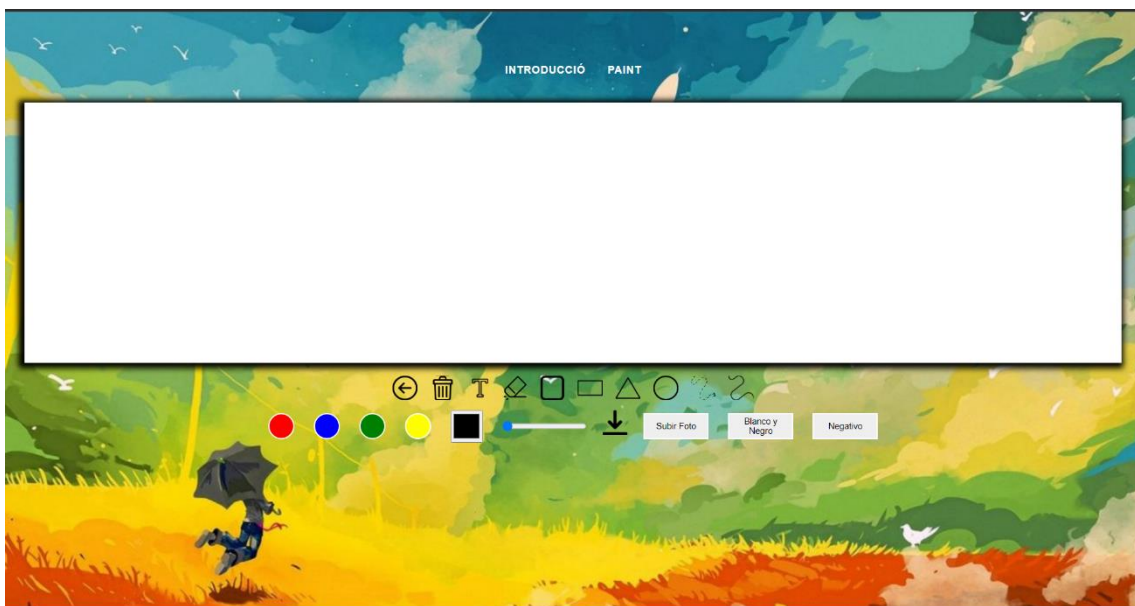 INTRODUCCIÓ PAINT
T
Subir Foto
Blanco y
Negro
Negativo